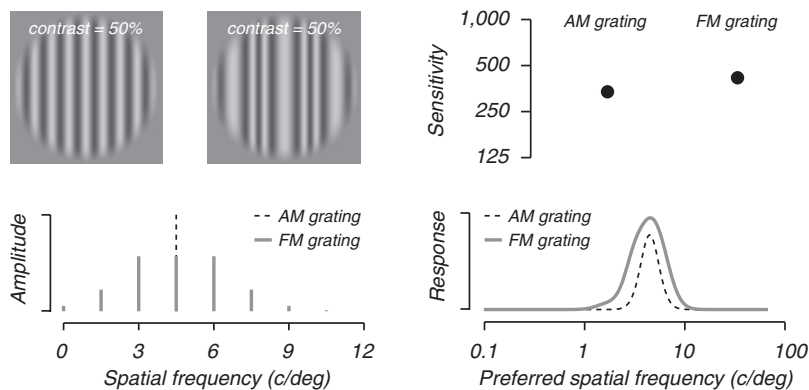 contrast = 50%
contrast = 50%
Sensitivity
1,000
500
250
125
AM grating
FM grating
Amplitude
AM grating
FM grating
0
3
6
9
12
Spatial frequency (c/deg)
Response
AM grating
FM grating
0.1
1
10
100
Preferred spatial frequency (c/deg)